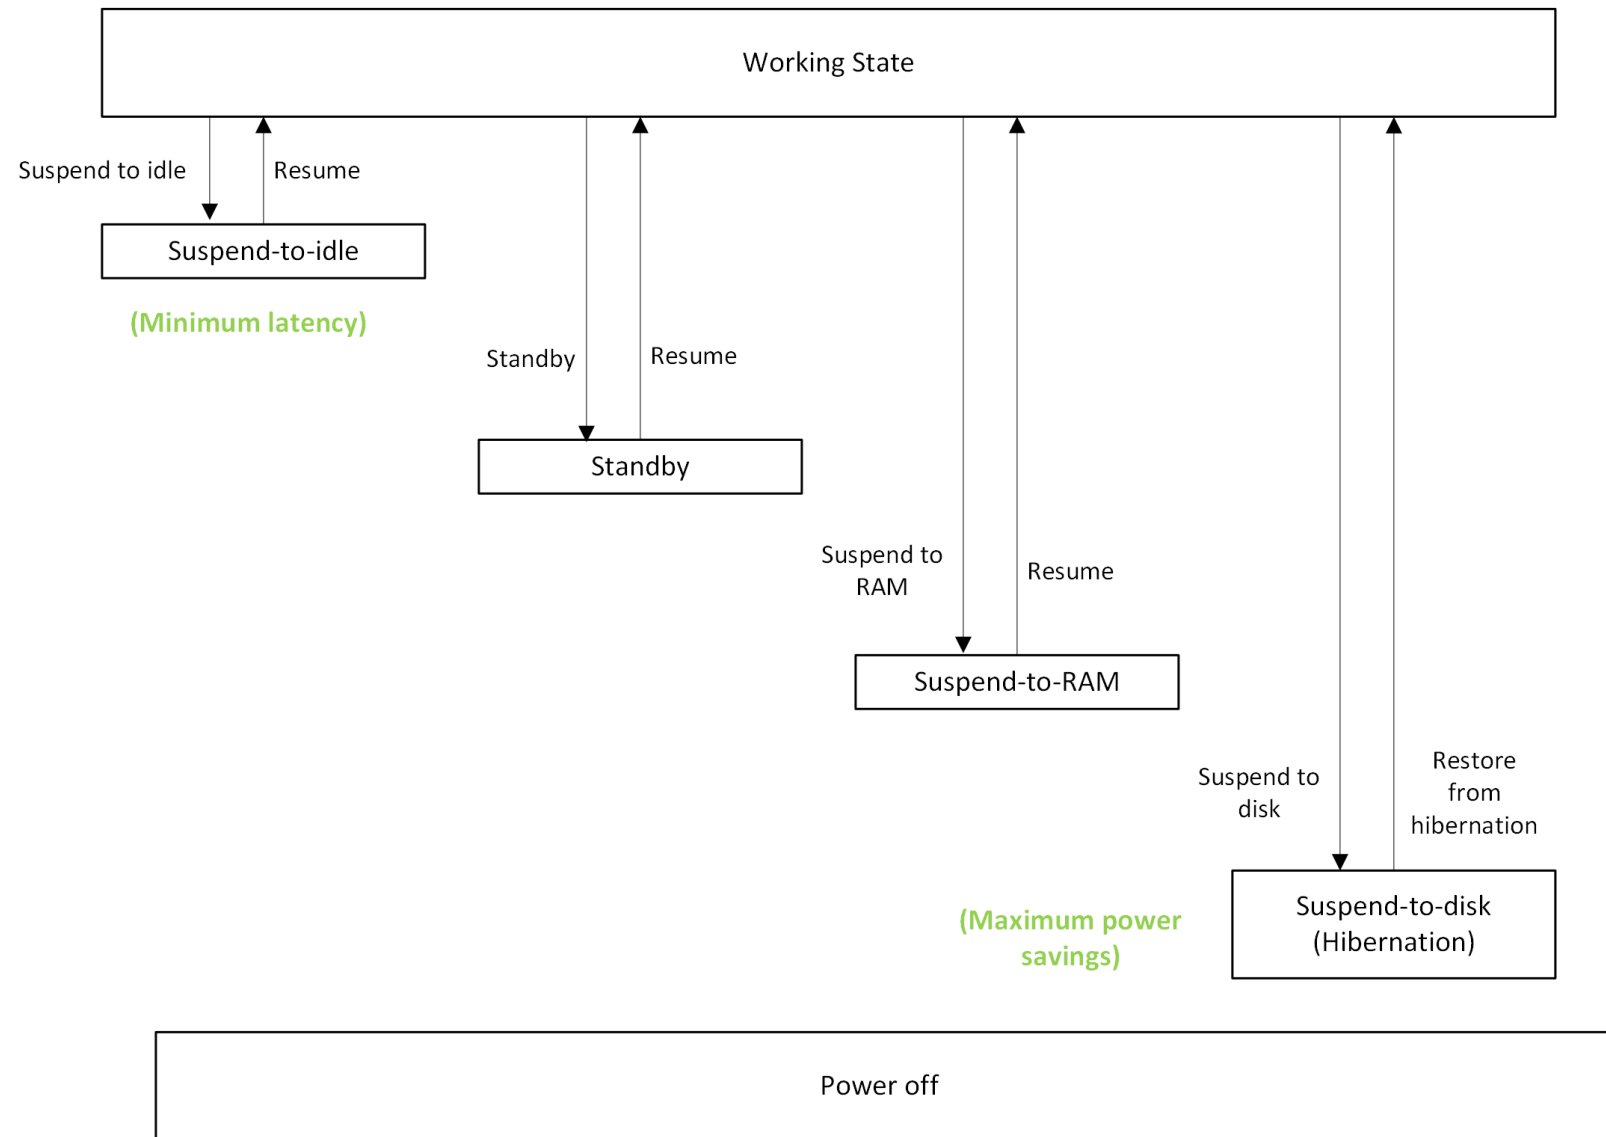 Working State
Suspend to idle
Resume
Suspend-to-idle
(Minimum latency)
Standby
Resume
Standby
Suspend to
RAM
Resume
Suspend-to-RAM
Suspend to
disk
Restore
from
hibernation
Suspend-to-disk
(Hibernation)
(Maximum power
savings)
Power off